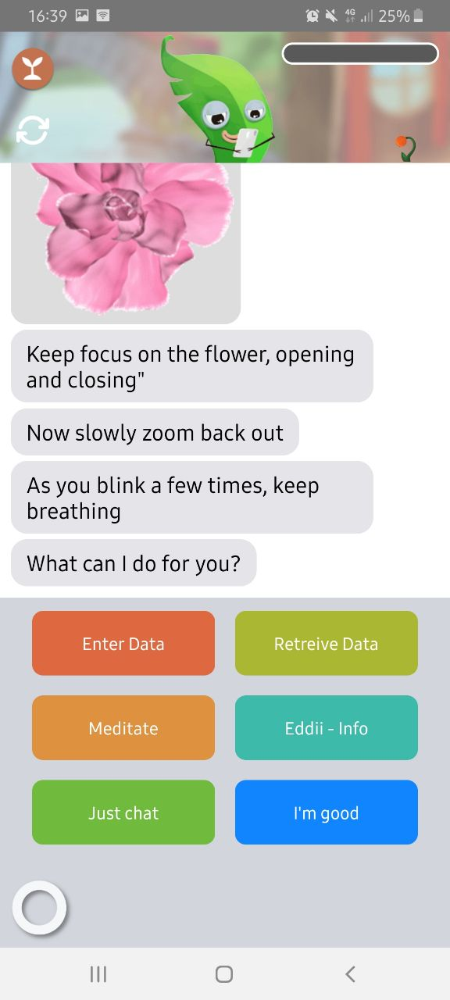 16:39
4G
25%
Keep focus on the flower, opening
and closing"
Now slowly zoom back out
As you blink a few times, keep
breathing
What can I do for you?
Enter Data
Retreive Data
Meditate
Eddii - Info
Just chat
I'm good